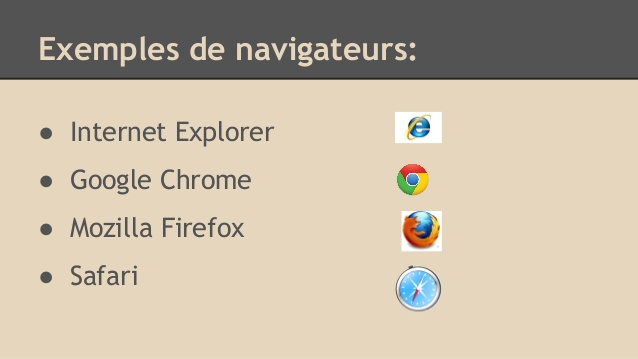 Exemples de navigateurs:
● Internet Explorer
● Google Chrome
● Mozilla Firefox
● Safari